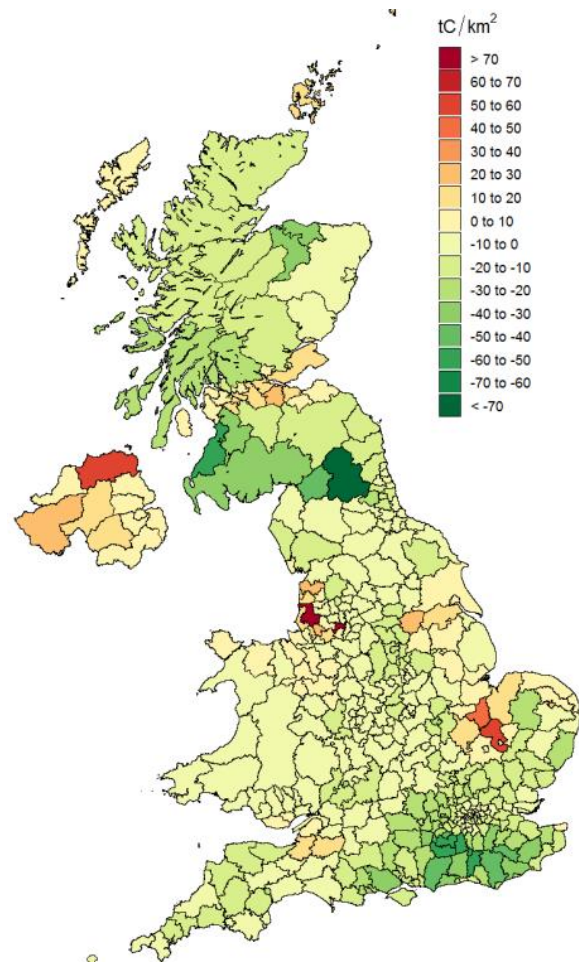 tC/km²
> 70
60 to 70
50 to 60
40 to 50
30 to 40
20 to 30
10 to 20
0 to 10
-10 to 0
-20 to -10
-30 to -20
-40 to -30
-50 to -40
-60 to -50
-70 to -60
< -70